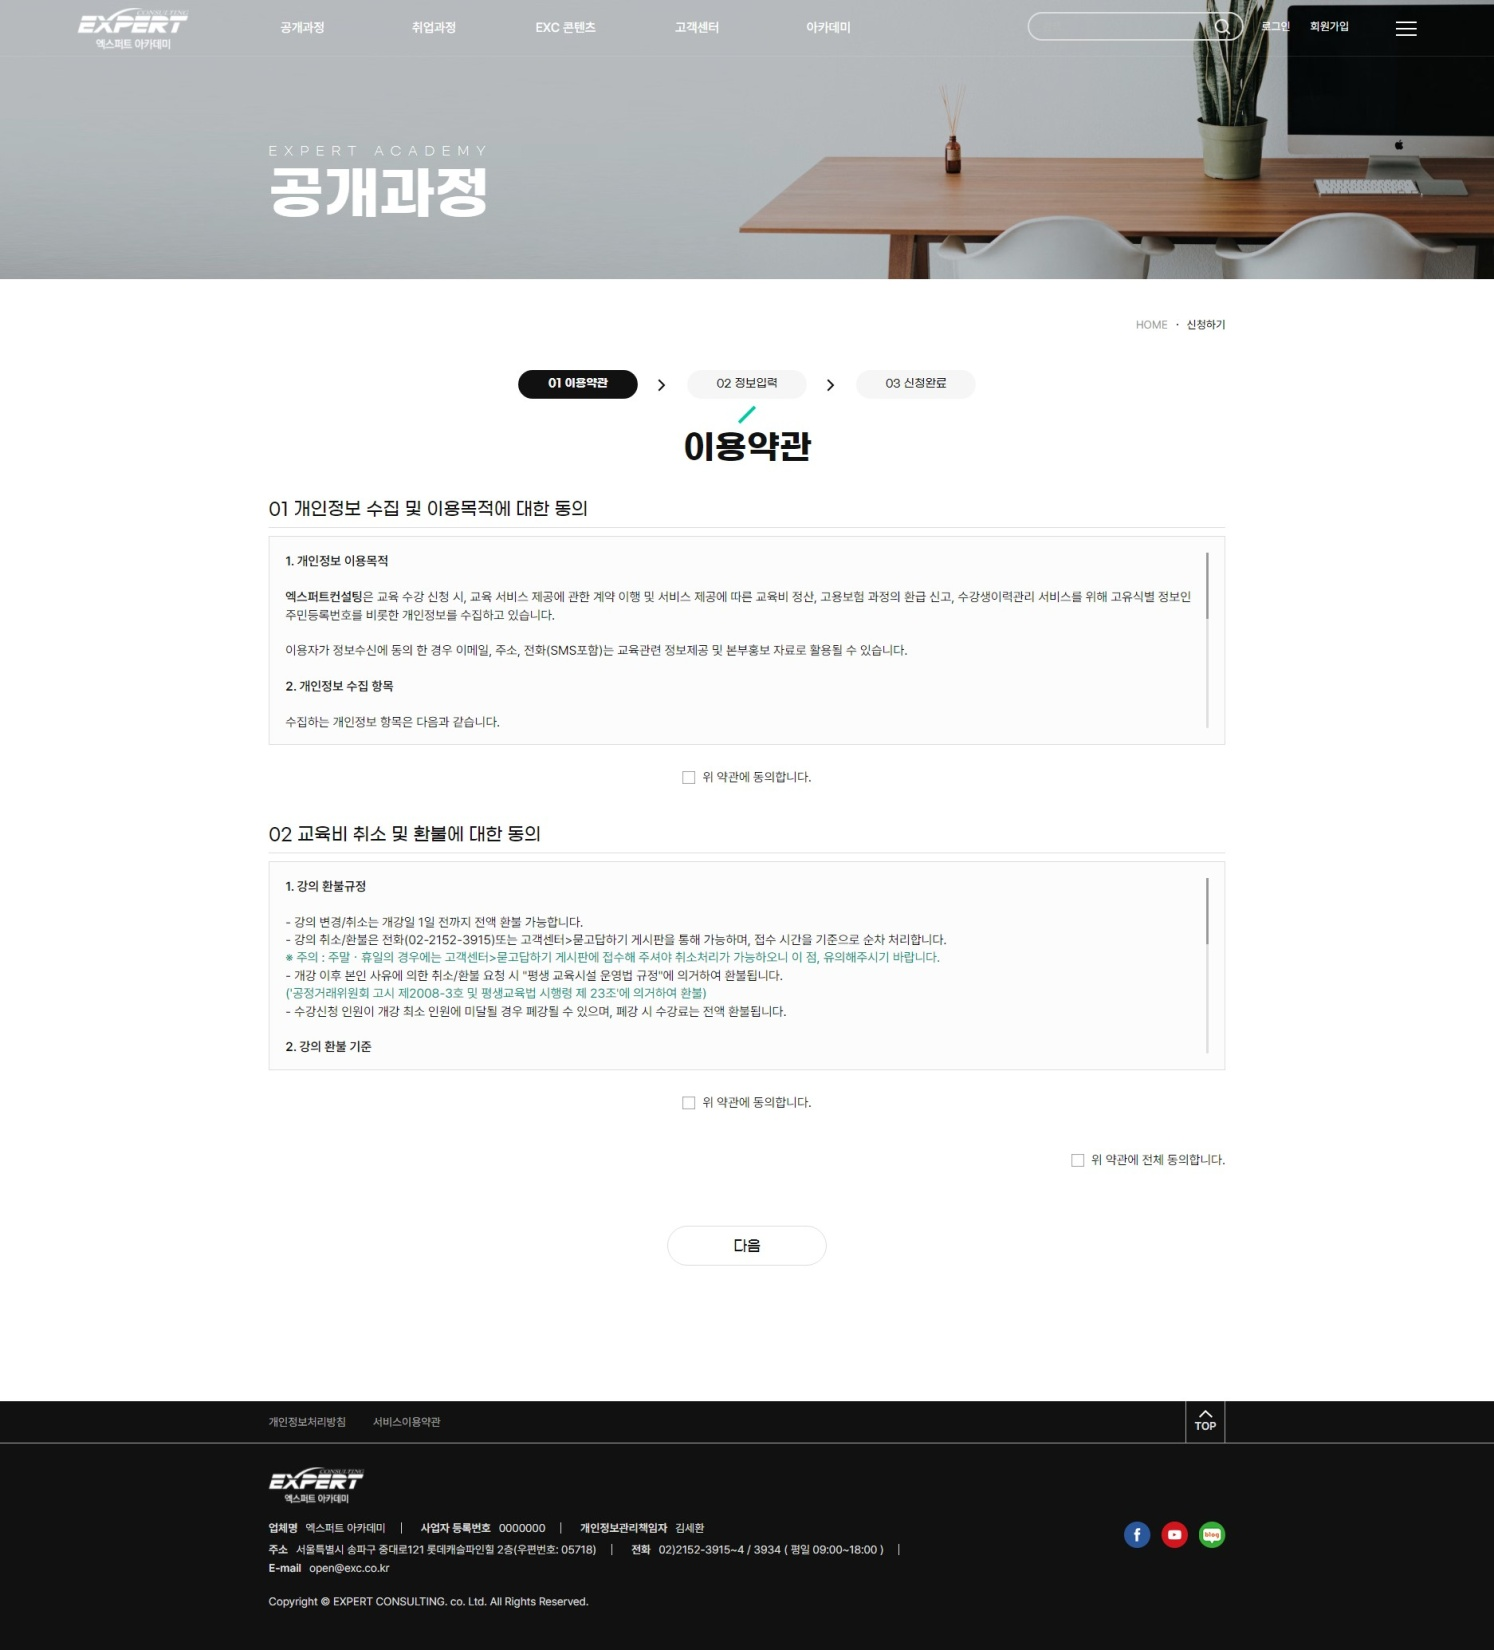 CONSULTING
EXPERT
엑스퍼트 아카데미
공개과정
취업과정
EXC 콘텐츠
고객센터
아카데미
로그인
회원가입
EXPERT ACADEMY
공개과정
HOME · 신청하기
01 이용약관
02 정보입력
03 신청완료
이용약관
01 개인정보 수집 및 이용목적에 대한 동의
1. 개인정보 이용목적
엑스퍼트컨설팅은 교육 수강 신청 시, 교육 서비스 제공에 관한 계약 이행 및 서비스 제공에 따른 교육비 정산, 고용보험 과정의 환급 신고, 수강생이력관리 서비스를 위해 고유식별 정보인
주민등록번호를 비롯한 개인정보를 수집하고 있습니다.
이용자가 정보수신에 동의 한 경우 이메일, 주소, 전화(SMS포함)는 교육관련 정보제공 및 본부홍보 자료로 활용될 수 있습니다.
2. 개인정보 수집 항목
수집하는 개인정보 항목은 다음과 같습니다.
위 약관에 동의합니다.
02 교육비 취소 및 환불에 대한 동의
1. 강의 환불규정
- 강의 변경/취소는 개강일 1일 전까지 전액 환불 가능합니다.
- 강의 취소/환불은 전화(02-2152-3915)또는 고객센터>묻고답하기 게시판을 통해 가능하며, 접수 시간을 기준으로 순차 처리합니다.
※ 주의 : 주말 · 휴일의 경우에는 고객센터>묻고답하기 게시판에 접수해 주셔야 취소처리가 가능하오니 이 점, 유의해주시기 바랍니다.
- 개강 이후 본인 사유에 의한 취소/환불 요청 시 "평생 교육시설 운영법 규정"에 의거하여 환불됩니다.
('공정거래위원회 고시 제2008-3호 및 평생교육법 시행령 제 23조'에 의거하여 환불)
- 수강신청 인원이 개강 최소 인원에 미달될 경우 폐강될 수 있으며, 폐강 시 수강료는 전액 환불됩니다.
2. 강의 환불 기준
위 약관에 동의합니다.
위 약관에 전체 동의합니다.
다음
개인정보처리방침
서비스이용약관
TOP
CONSULTING
EXPERT
엑스퍼트 아카데미
업체명 엑스퍼트 아카데미 | 사업자 등록번호 0000000 | 개인정보관리책임자 김세환
주소 서울특별시 송파구 중대로121 롯데캐슬파인힐 2층(우편번호: 05718) | 전화 02)2152-3915~4 / 3934 ( 평일 09:00~18:00 ) |
E-mail open@exc.co.kr
blog
Copyright © EXPERT CONSULTING. co. Ltd. All Rights Reserved.